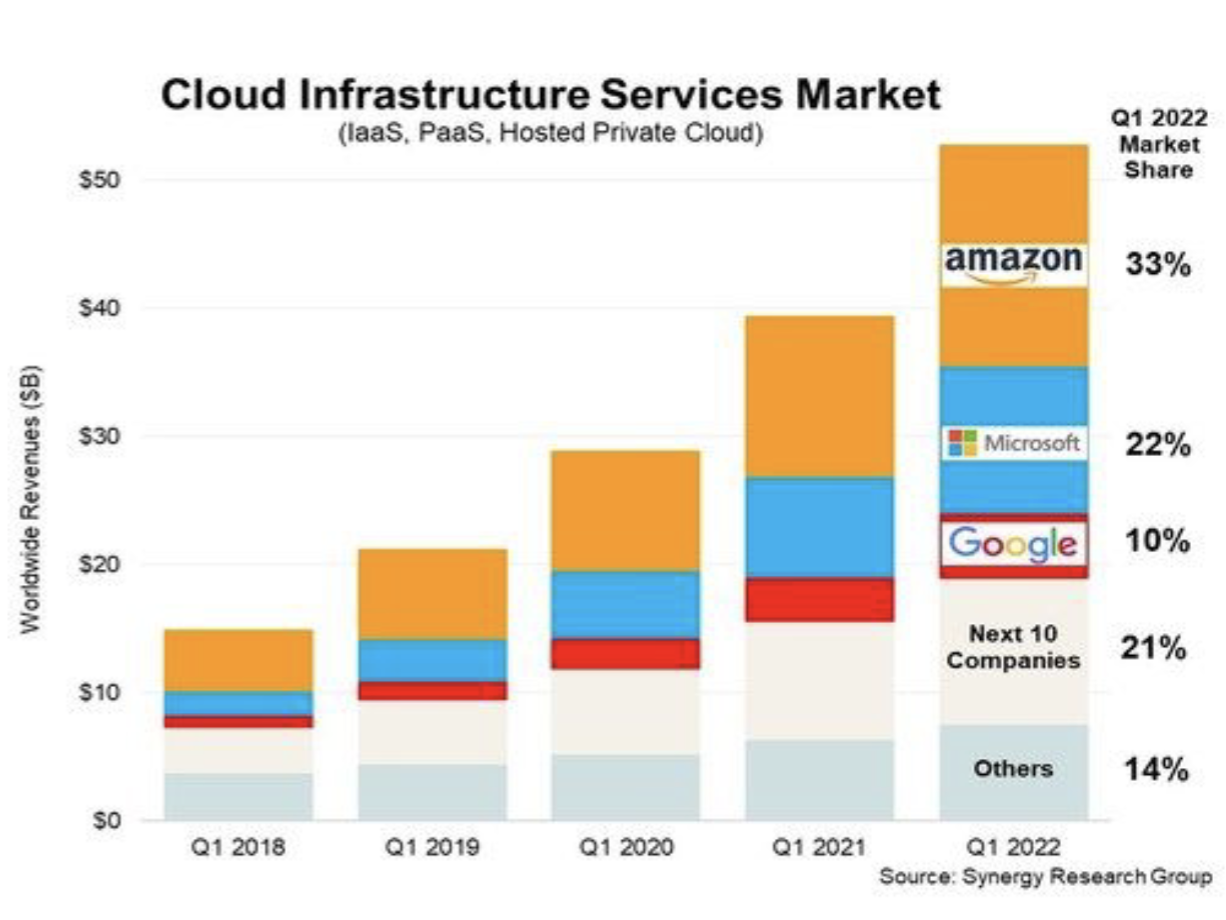 Cloud Infrastructure Services Market
(IaaS, PaaS, Hosted Private Cloud)
Q1 2022
Market
Share
Worldwide Revenues ($B)
$50
$40
$30
$20
$10
$0
amazon
33%
Microsoft
22%
Google
10%
Next 10
Companies
21%
Others
14%
Q1 2018
Q1 2019
Q1 2020
Q1 2021
Q1 2022
Source: Synergy Research Group